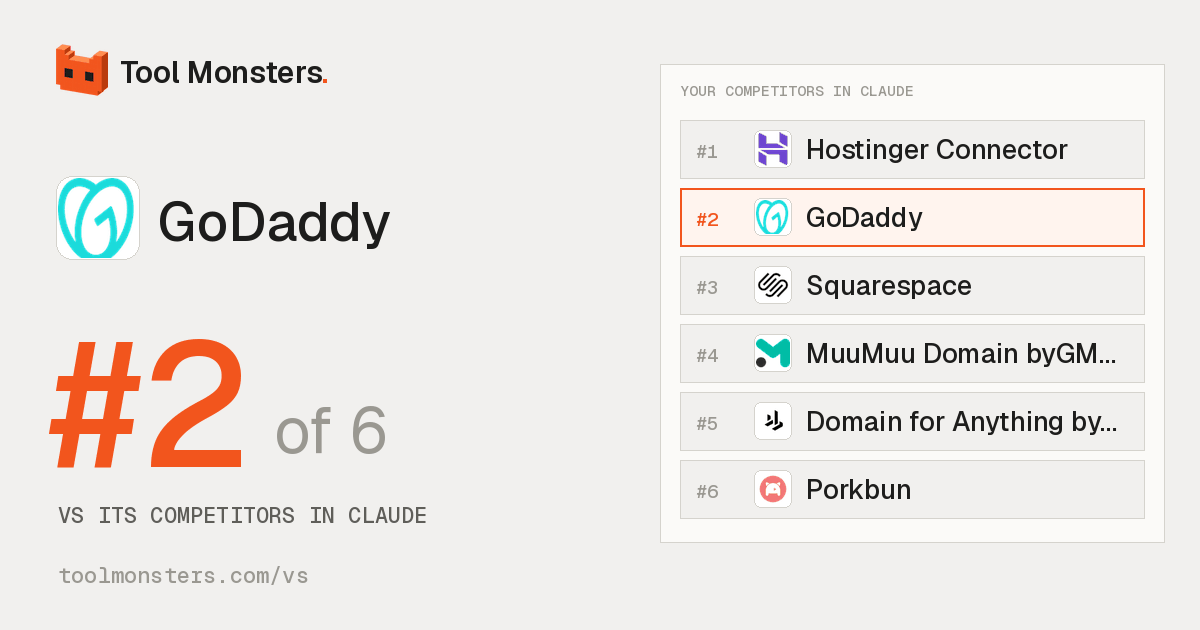 Tool Monsters.
GoDaddy
#2 of 6
VS ITS COMPETITORS IN CLAUDE
toolmonsters.com/vs
YOUR COMPETITORS IN CLAUDE
#1 Hostinger Connector
#2 GoDaddy
#3 Squarespace
#4 MuuMuu Domain byGM...
#5 Domain for Anything by...
#6 Porkbun